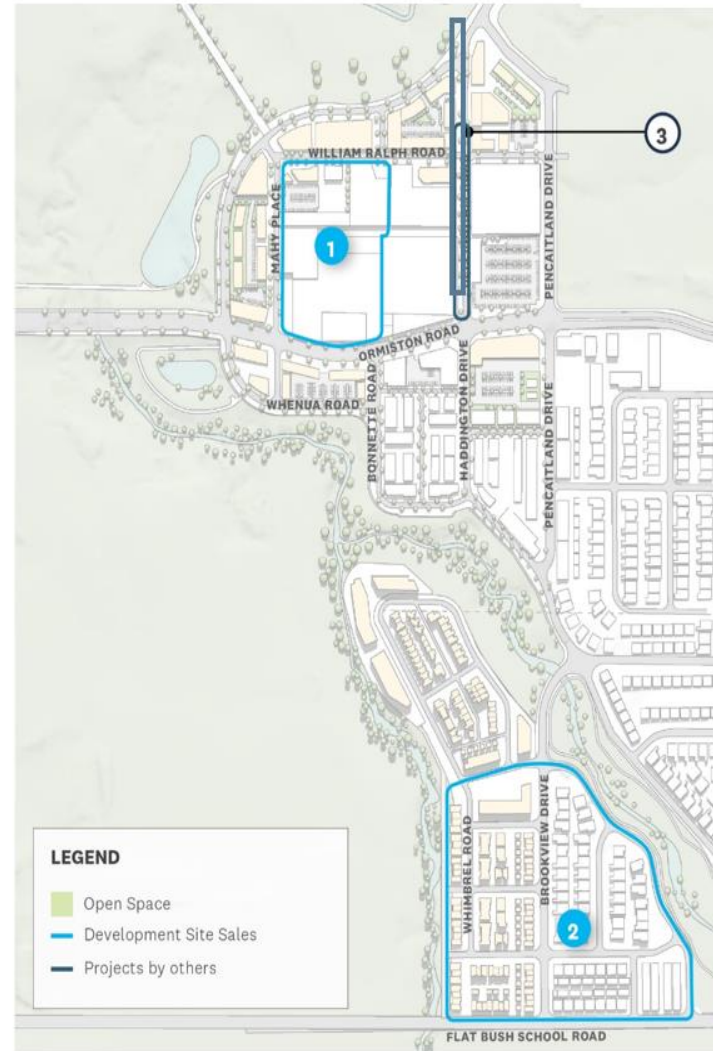 WILLIAM RALPH ROAD
3
MAHY PLACE
1
PENCAITLAND DRIVE
ORMISTON ROAD
WHENUA ROAD
BONNETTE ROAD
HADDINGTON DRIVE
PENCAITLAND DRIVE
WHIMBREL ROAD
BROOKVIEW DRIVE
2
LEGEND
Open Space
Development Site Sales
Projects by others
FLAT BUSH SCHOOL ROAD